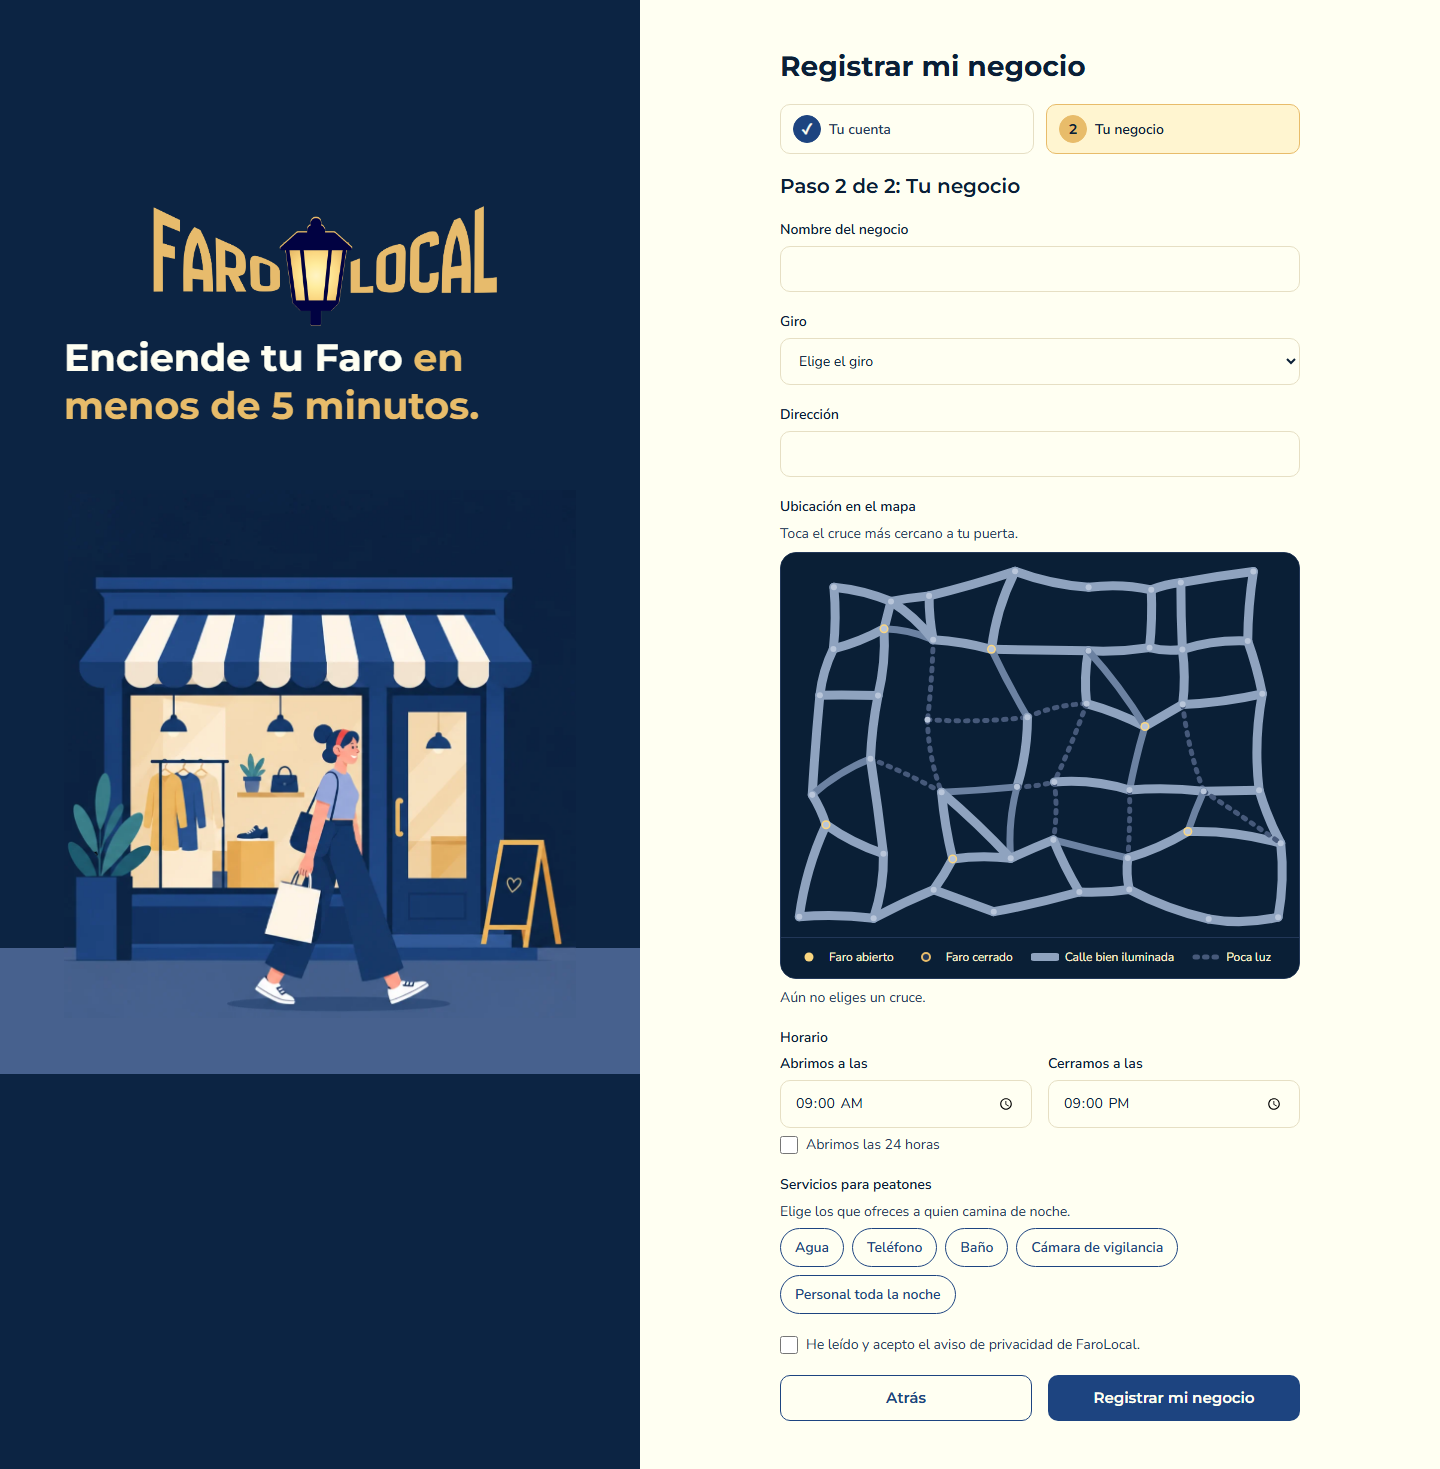 FARO LOCAL
Enciende tu Faro en
menos de 5 minutos.
Registrar mi negocio
Tu cuenta
2 Tu negocio
Paso 2 de 2: Tu negocio
Nombre del negocio
Giro
Elige el giro
Dirección
Ubicación en el mapa
Toca el cruce más cercano a tu puerta.
Faro abierto
Faro cerrado
Calle bien iluminada
Poca luz
Aún no eliges un cruce.
Horario
Abrimos a las
Cerramos a las
09:00 AM
09:00 PM
Abrimos las 24 horas
Servicios para peatones
Elige los que ofreces a quien camina de noche.
Agua
Teléfono
Baño
Cámara de vigilancia
Personal toda la noche
He leído y acepto el aviso de privacidad de FaroLocal.
Atrás
Registrar mi negocio